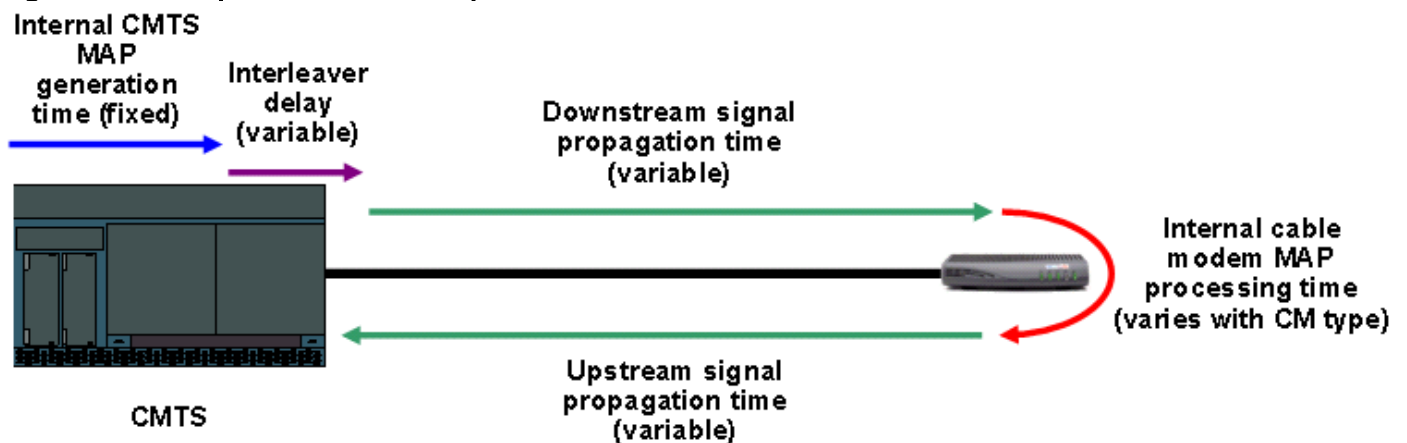 Internal CMTS
MAP
generation
time (fixed)
Interleaver
delay
(variable)
Downstream signal
propagation time
(variable)
Internal cable
modem MAP
processing time
(varies with CM type)
Upstream signal
propagation time
(variable)
CMTS